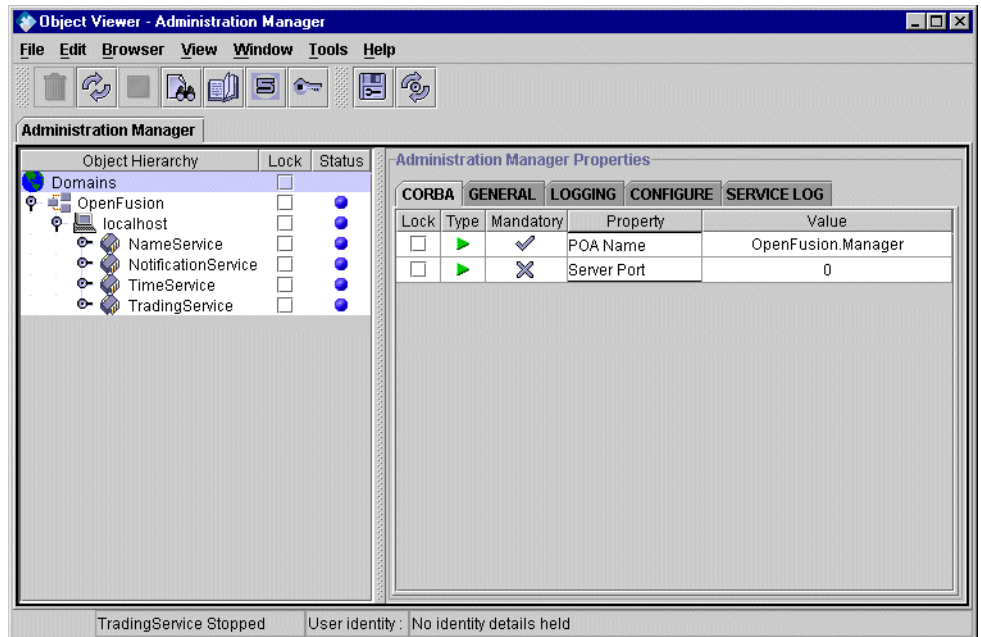 Object Viewer - Administration Manager
File Edit Browser View Window Tools Help
Administration Manager
Object Hierarchy Lock Status
Domains
OpenFusion
localhost
NameService
NotificationService
TimeService
TradingService
Administration Manager Properties
CORBA GENERAL LOGGING CONFIGURE SERVICE LOG
Lock Type Mandatory Property Value
POA Name OpenFusion.Manager
Server Port 0
TradingService Stopped User identity : No identity details held